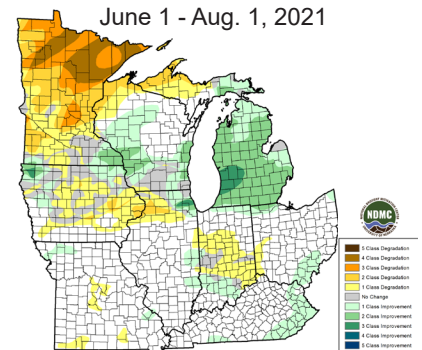 June 1 - Aug. 1, 2021
NDMC
5 Class Degradation
4 Class Degradation
3 Class Degradation
2 Class Degradation
1 Class Degradation
No Change
1 Class Improvement
2 Class Improvement
3 Class Improvement
4 Class Improvement
5 Class Improvement